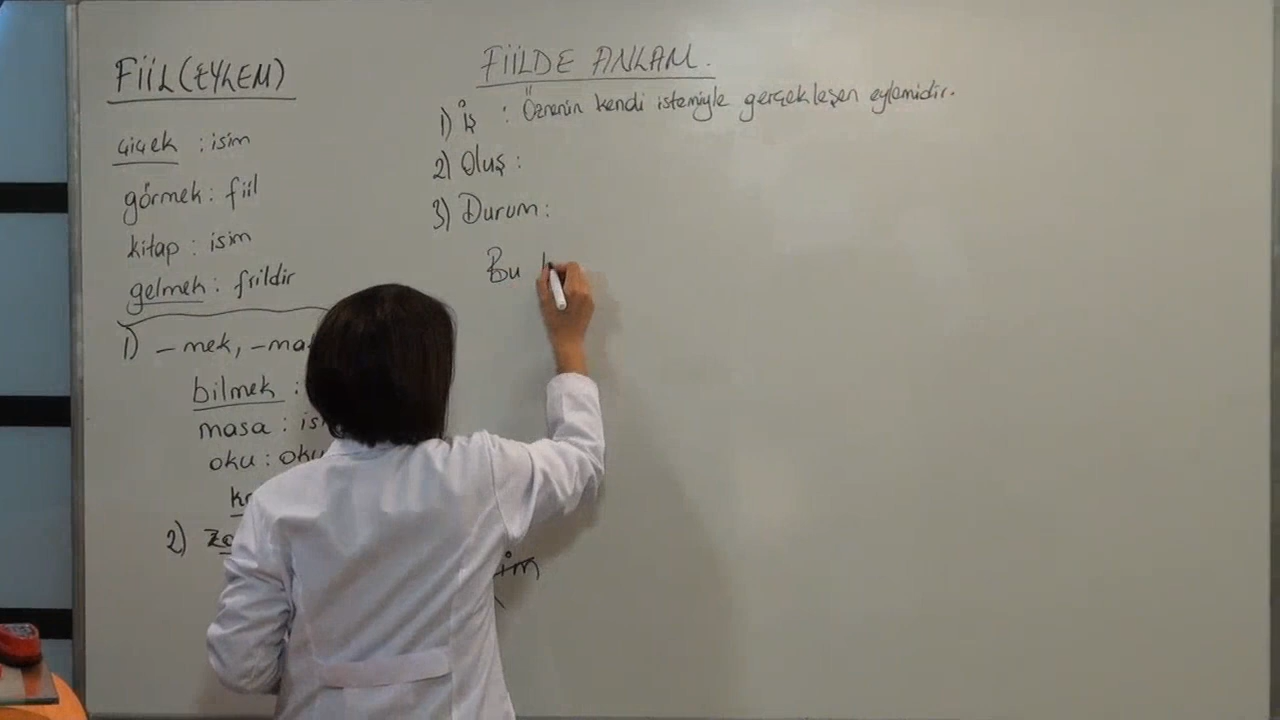 FİİL (EYLEM)
çiçek : isim
görmek : fiil
kitap : isim
gelmek : fiildir
1) - mek, -ma
bilmek :
masa : is
oku : oku
2)
im
FİİLDE ANLAM.
1) İş : Öznenin kendi istemiyle gerçekleşen eylemidir.
2) Oluş :
3) Durum :
Bu